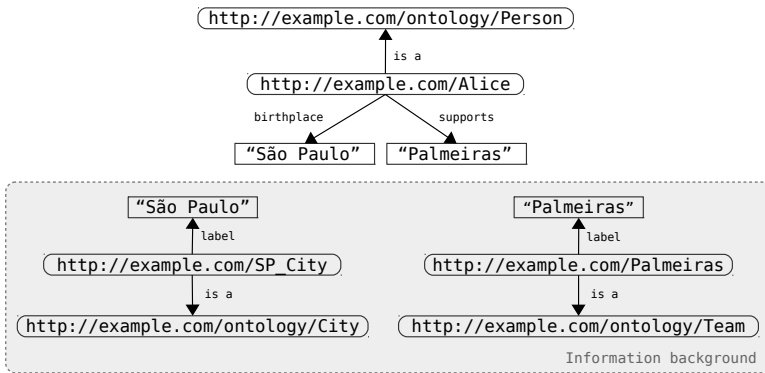 http://example.com/ontology/Person
is a
http://example.com/Alice
birthplace supports
“São Paulo” “Palmeiras”
“São Paulo” “Palmeiras”
label label
http://example.com/SP_City http://example.com/Palmeiras
is a is a
http://example.com/ontology/City http://example.com/ontology/Team
Information background